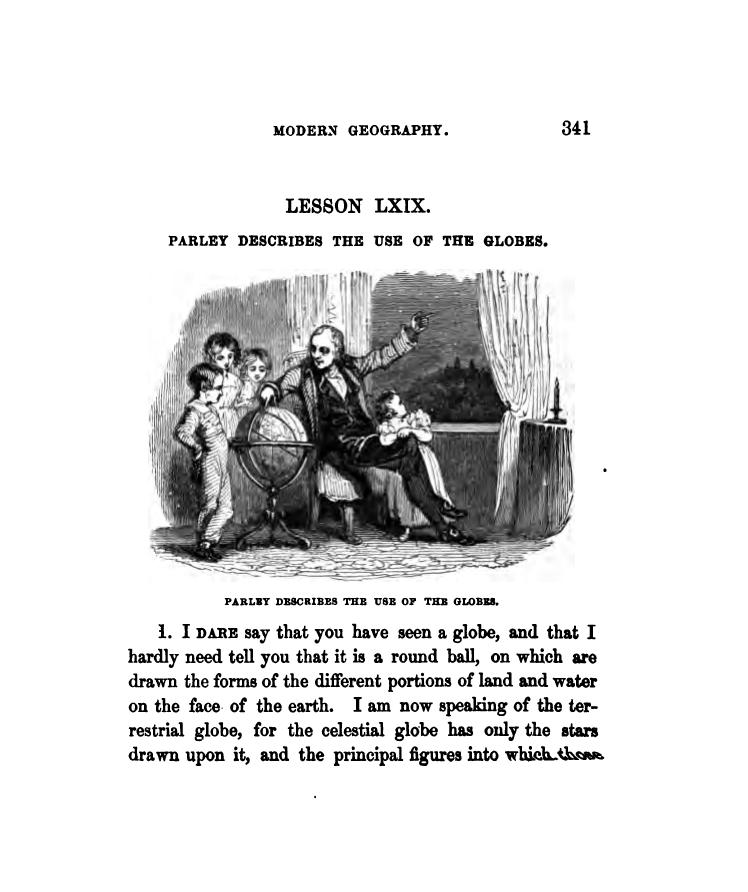 MODERN GEOGRAPHY. 341
LESSON LXIX.
PARLEY DESCRIBES THE USE OF THE GLOBES.
PARLEY DESCRIBES THE USE OF THE GLOBES.
1. I DARE say that you have seen a globe, and that I
hardly need tell you that it is a round ball, on which are
drawn the forms of the different portions of land and water
on the face of the earth. I am now speaking of the ter-
restrial globe, for the celestial globe has only the stars
drawn upon it, and the principal figures into which those